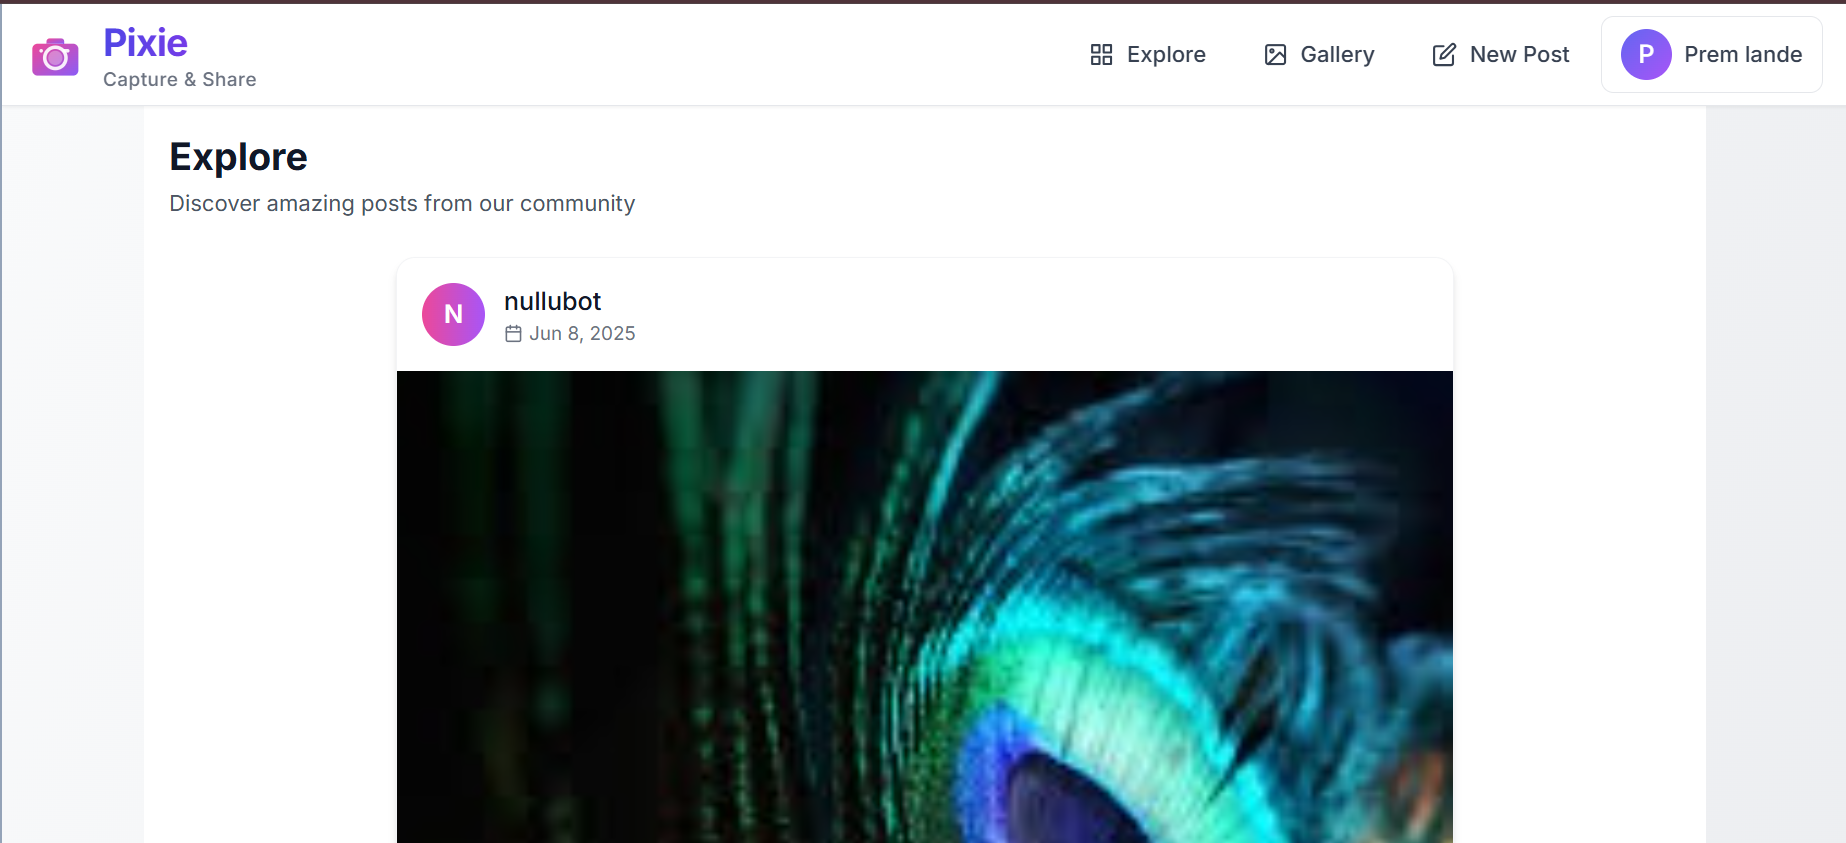 Pixie
Capture & Share
Explore
Gallery
New Post
P
Prem lande
Explore
Discover amazing posts from our community
N
nullubot
Jun 8, 2025